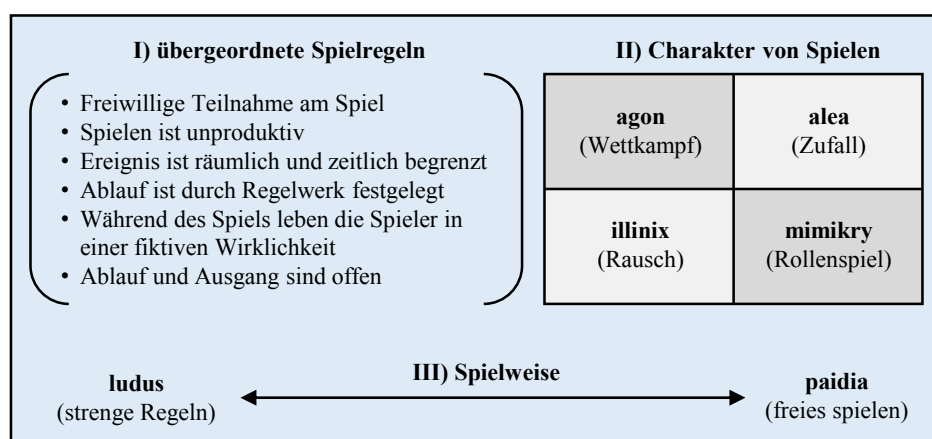 I) übergeordnete Spielregeln
• Freiwillige Teilnahme am Spiel
• Spielen ist unproduktiv
• Ereignis ist räumlich und zeitlich begrenzt
• Ablauf ist durch Regelwerk festgelegt
• Während des Spiels leben die Spieler in
einer fiktiven Wirklichkeit
• Ablauf und Ausgang sind offen
II) Charakter von Spielen
agon
(Wettkampf)
alea
(Zufall)
illinix
(Rausch)
mimikry
(Rollenspiel)
III) Spielweise
ludus
(strenge Regeln)
paidia
(freies spielen)